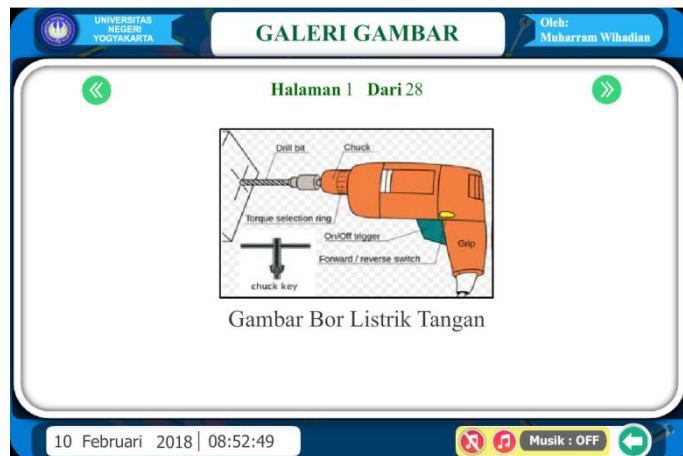 UNIVERSITAS
NEGERI
YOGYAKARTA
GALERI GAMBAR
Oleh:
Muharram Wihadian
Halaman 1 Dari 28
Drill bit
Chuck
Torque selection ring
On/Off trigger
Grip
Forward / reverse switch
chuck key
Gambar Bor Listrik Tangan
10 Februari 2018 | 08:52:49
Musik : OFF